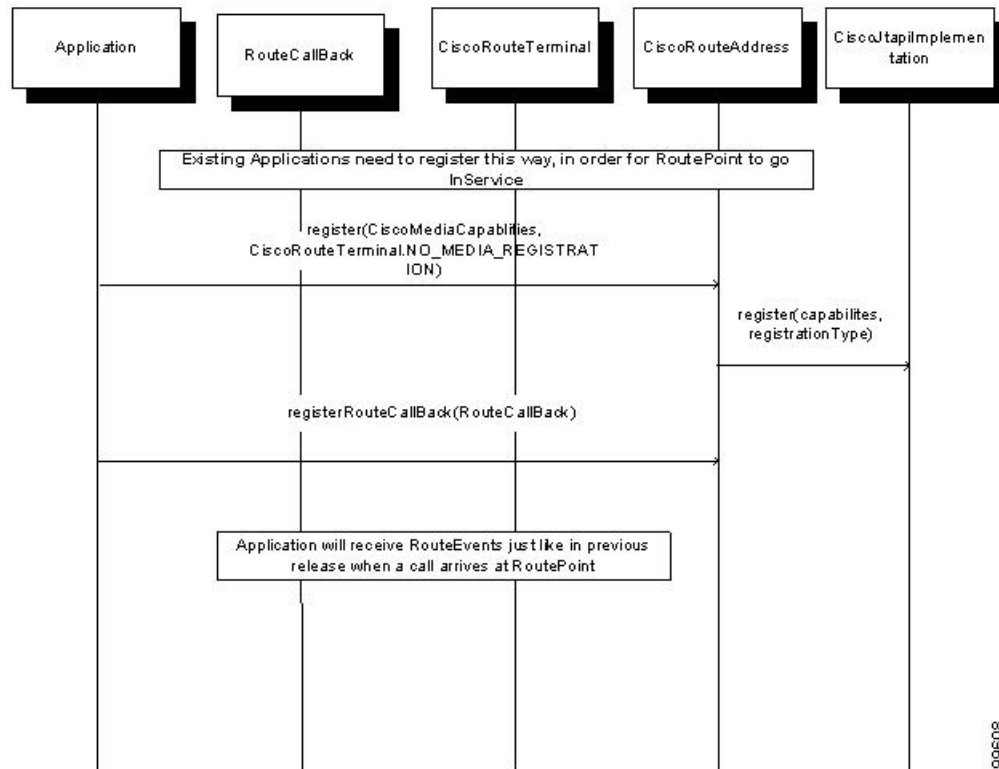 Application
RouteCallBack
CiscoRouteTerminal
CiscoRouteAddress
CiscoJtapiImplemen
tation
Existing Applications need to register this way, in order for RoutePoint to go
InService
register(CiscoMediaCapablities,
CiscoRouteTerminal.NO_MEDIA_REGISTRAT
ION)
register(capabilites,
registrationType)
registerRouteCallBack(RouteCallBack)
Application will receive RouteEvents just like in previous
release when a call arrives at RoutePoint
99608